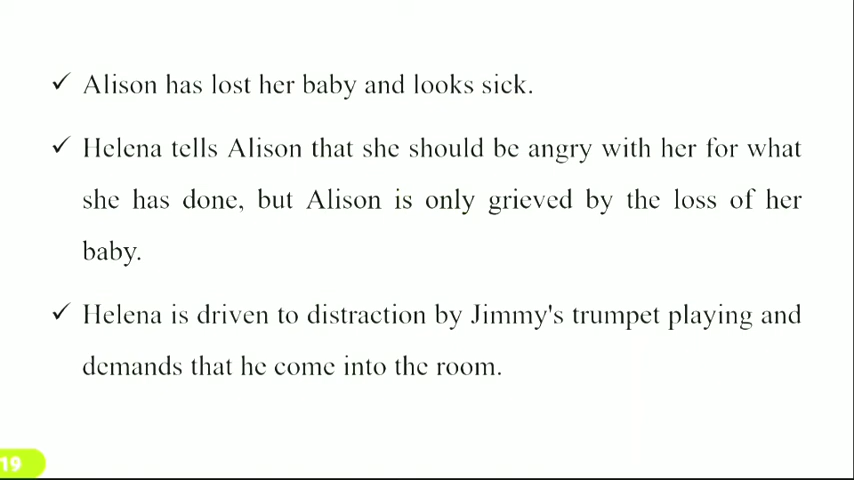 ✓ Alison has lost her baby and looks sick.
✓ Helena tells Alison that she should be angry with her for what
she has done, but Alison is only grieved by the loss of her
baby.
✓ Helena is driven to distraction by Jimmy's trumpet playing and
demands that he come into the room.
19